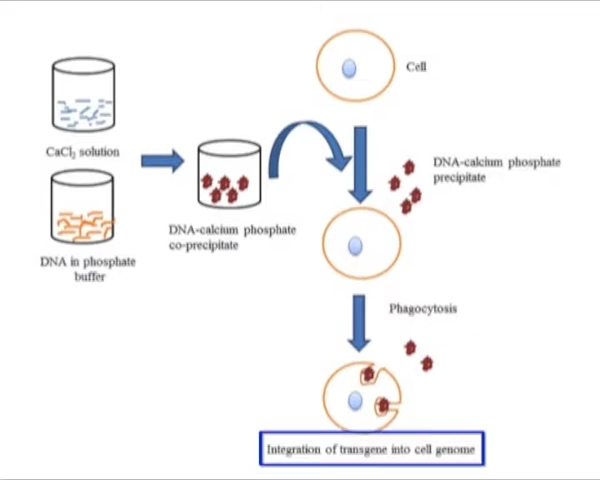 Cell
CaCl₂ solution
DNA-calcium phosphate
precipitate
DNA-calcium phosphate
co-precipitate
DNA in phosphate
buffer
Phagocytosis
Integration of transgene into cell genome